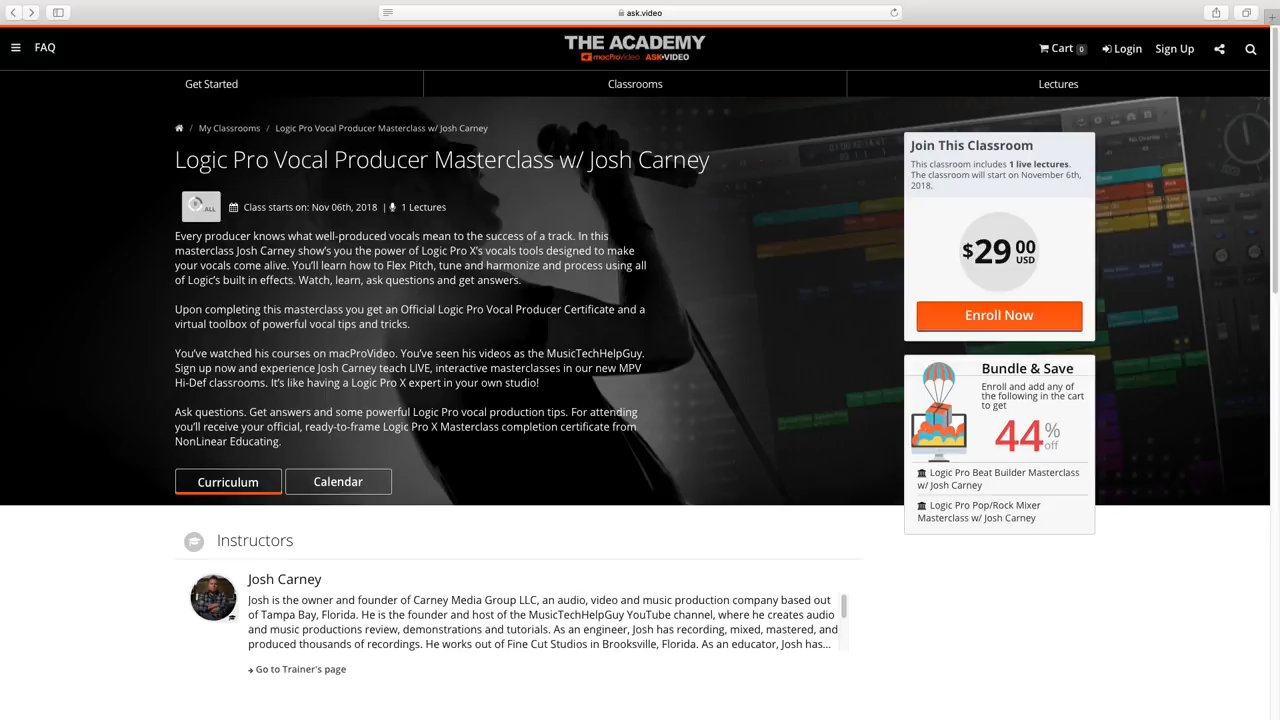 ask.video
FAQ
THE ACADEMY
macProVideo ASK•VIDEO
Cart 0
Login
Sign Up
Get Started
Classrooms
Lectures
/ My Classrooms / Logic Pro Vocal Producer Masterclass w/ Josh Carney
Logic Pro Vocal Producer Masterclass w/ Josh Carney
ALL
Class starts on: Nov 06th, 2018 | 1 Lectures
Every producer knows what well-produced vocals mean to the success of a track. In this
masterclass Josh Carney show's you the power of Logic Pro X's vocals tools designed to make
your vocals come alive. You'll learn how to Flex Pitch, tune and harmonize and process using all
of Logic's built in effects. Watch, learn, ask questions and get answers.
Upon completing this masterclass you get an Official Logic Pro Vocal Producer Certificate and a
virtual toolbox of powerful vocal tips and tricks.
You've watched his courses on macProVideo. You've seen his videos as the MusicTechHelpGuy.
Sign up now and experience Josh Carney teach LIVE, interactive masterclasses in our new MPV
Hi-Def classrooms. It's like having a Logic Pro X expert in your own studio!
Ask questions. Get answers and some powerful Logic Pro vocal production tips. For attending
you'll receive your official, ready-to-frame Logic Pro X Masterclass completion certificate from
NonLinear Educating.
Curriculum
Calendar
Join This Classroom
This classroom includes 1 live lectures.
The classroom will start on November 6th,
2018.
$29 00 USD
Enroll Now
Bundle & Save
Enroll and add any of
the following in the cart
to get
44% off
Logic Pro Beat Builder Masterclass
w/ Josh Carney
Logic Pro Pop/Rock Mixer
Masterclass w/ Josh Carney
Instructors
Josh Carney
Josh is the owner and founder of Carney Media Group LLC, an audio, video and music production company based out
of Tampa Bay, Florida. He is the founder and host of the MusicTechHelpGuy YouTube channel, where he creates audio
and music productions review, demonstrations and tutorials. As an engineer, Josh has recording, mixed, mastered, and
produced thousands of recordings. He works out of Fine Cut Studios in Brooksville, Florida. As an educator, Josh has...
Go to Trainer's page